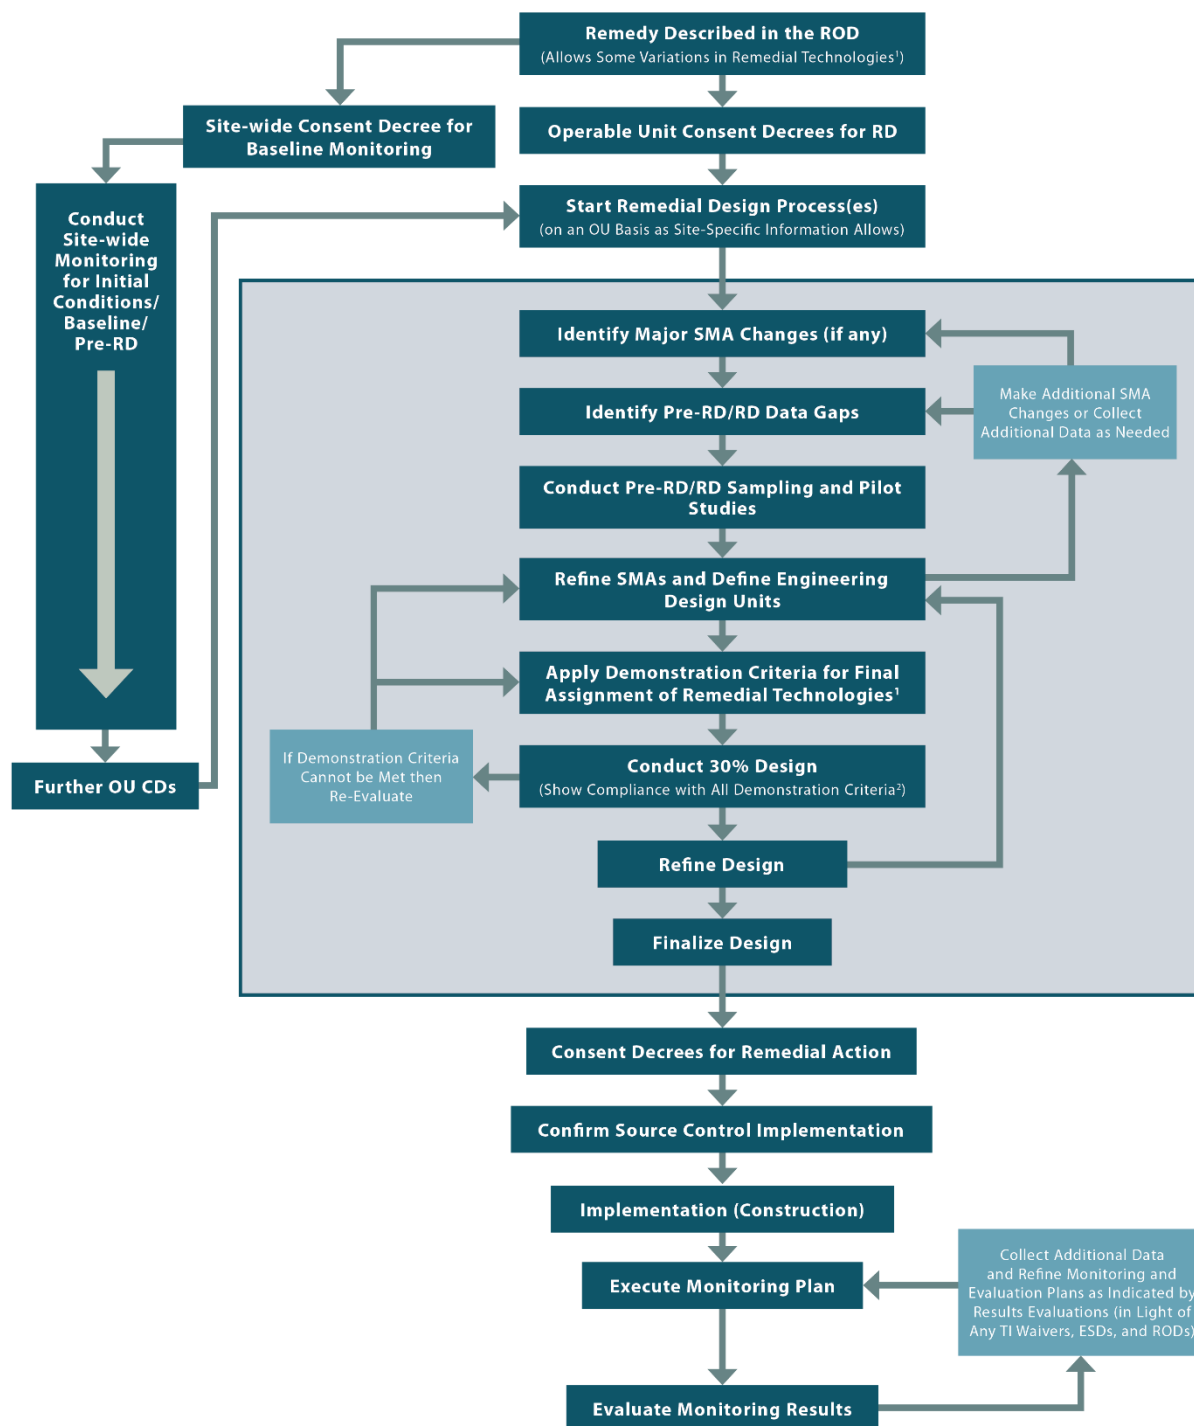 Remedy Described in the ROD
(Allows Some Variations in Remedial Technologies¹)
Site-wide Consent Decree for
Baseline Monitoring
Operable Unit Consent Decrees for RD
Conduct
Site-wide
Monitoring
for Initial
Conditions/
Baseline/
Pre-RD
Start Remedial Design Process(es)
(on an OU Basis as Site-Specific Information Allows)
Identify Major SMA Changes (if any)
Make Additional SMA
Changes or Collect
Additional Data as Needed
Identify Pre-RD/RD Data Gaps
Conduct Pre-RD/RD Sampling and Pilot
Studies
Refine SMAs and Define Engineering
Design Units
Apply Demonstration Criteria for Final
Assignment of Remedial Technologies¹
If Demonstration Criteria
Cannot be Met then
Re-Evaluate
Conduct 30% Design
(Show Compliance with All Demonstration Criteria²)
Further OU CDs
Refine Design
Finalize Design
Consent Decrees for Remedial Action
Confirm Source Control Implementation
Implementation (Construction)
Execute Monitoring Plan
Collect Additional Data
and Refine Monitoring and
Evaluation Plans as Indicated by
Results Evaluations (in Light of
Any TI Waivers, ESDs, and RODs)
Evaluate Monitoring Results